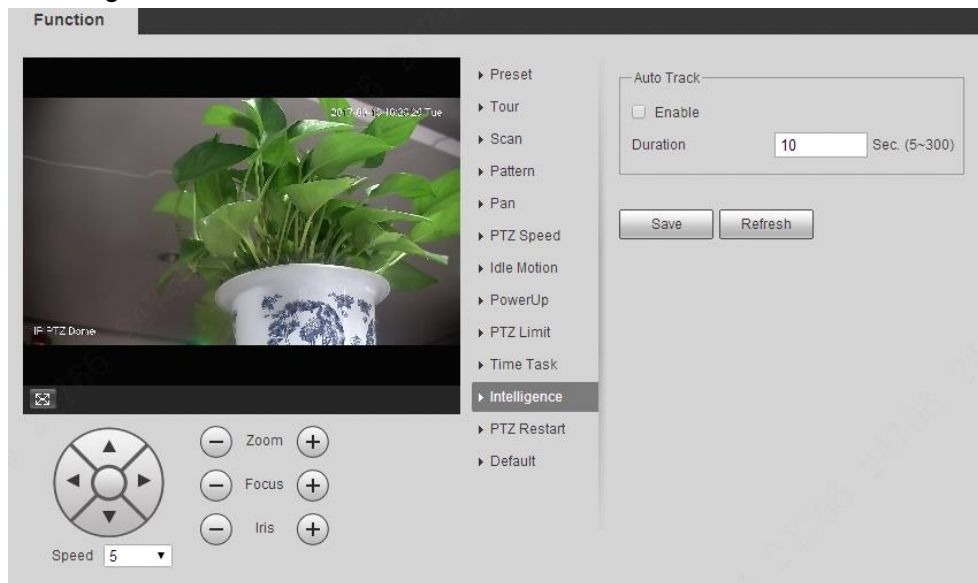 Function
Preset
Tour
Scan
Pattern
Pan
PTZ Speed
Idle Motion
PowerUp
PTZ Limit
Time Task
Intelligence
PTZ Restart
Default
Tue
IP PTZ Dome
Zoom
Focus
Iris
Speed 5
Auto Track
Enable
Duration 10 Sec. (5~300)
Save Refresh